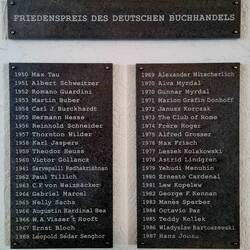 FRIEDENSPREIS DES DEUTSCHEN BUCHHANDELS
1950 Max Tau
1951 Albert Schweitzer
1952 Romano Guardini
1953 Martin Buber
1954 Carl J. Burckhardt
1955 Hermann Hesse
1956 Reinhold Schneider
1957 Thornton Wilder
1958 Karl Jaspers
1959 Theodor Heuss
1960 Victor Gollancz
1961 Sarvepalli Radhakrishnan
1962 Paul Tillich
1963 C.F. von Weizsäcker
1964 Gabriel Marcel
1965 Nelly Sachs
1966 Augustin Kardinal Bea
1966 W.A. Visser't Hooft
1967 Ernst Bloch
1968 Léopold Sédar Senghor
1969 Alexander Mitscherlich
1970 Alva Myrdal
1970 Gunnar Myrdal
1971 Marion Gräfin Dönhoff
1972 Janusz Korczak
1973 The Club of Rome
1974 Frère Roger
1975 Alfred Grosser
1976 Max Frisch
1977 Leszek Kolakowski
1978 Astrid Lindgren
1979 Yehudi Menuhin
1980 Ernesto Cardenal
1981 Lew Kopelew
1982 George F. Kennan
1983 Manès Sperber
1984 Octavio Paz
1985 Teddy Kollek
1986 Wladyslaw Bartoszewski
1987 Hans Jonas